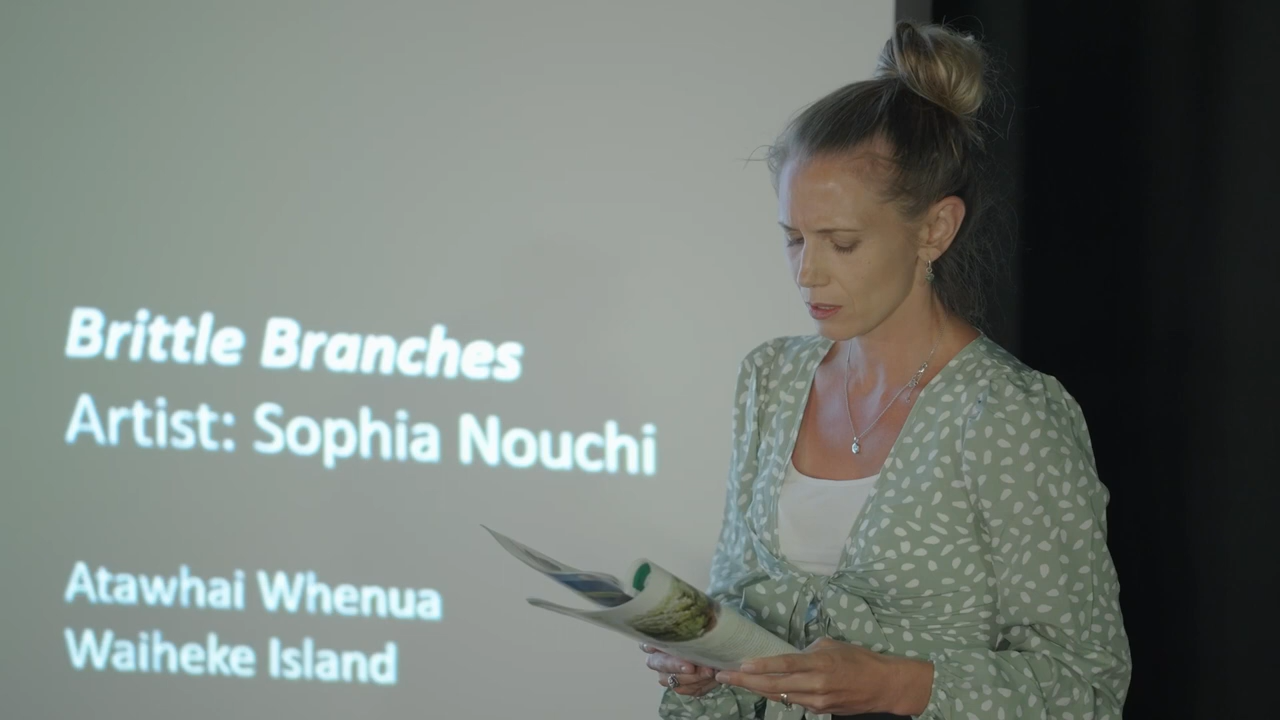 Brittle Branches
Artist: Sophia Nouchi
Atawhai Whenua
Waiheke Island